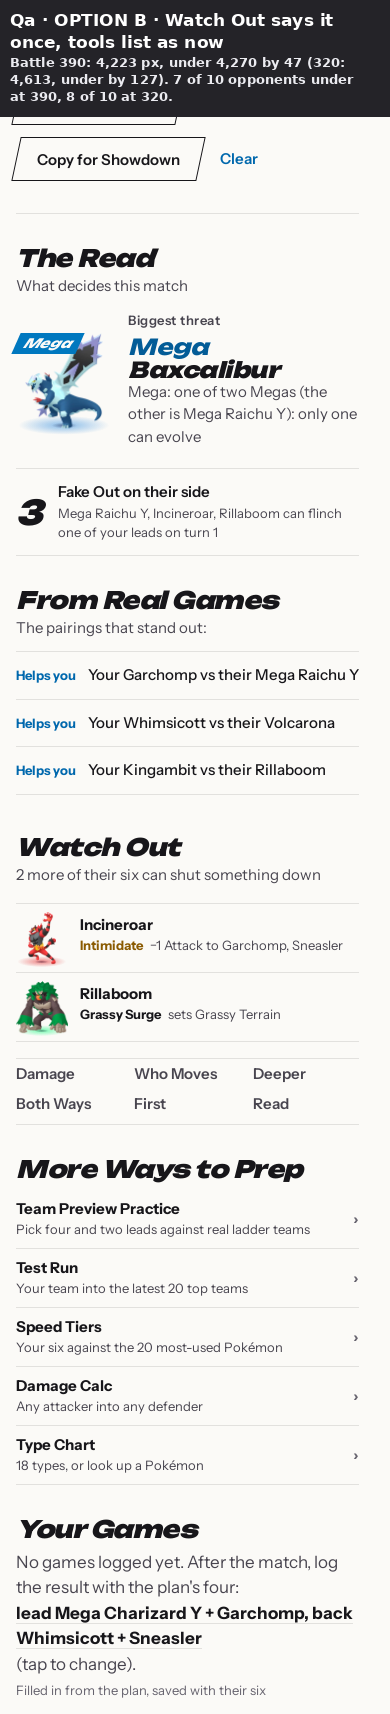 Qa · OPTION B · Watch Out says it
once, tools list as now
Battle 390: 4,223 px, under 4,270 by 47 (320:
4,613, under by 127). 7 of 10 opponents under
at 390, 8 of 10 at 320.
Copy for Showdown
Clear
The Read
What decides this match
Biggest threat
Mega
Mega
Baxcalibur
Mega: one of two Megas (the
other is Mega Raichu Y): only one
can evolve
3
Fake Out on their side
Mega Raichu Y, Incineroar, Rillaboom can flinch
one of your leads on turn 1
From Real Games
The pairings that stand out:
Helps you Your Garchomp vs their Mega Raichu Y
Helps you Your Whimsicott vs their Volcarona
Helps you Your Kingambit vs their Rillaboom
Watch Out
2 more of their six can shut something down
Incineroar
Intimidate −1 Attack to Garchomp, Sneasler
Rillaboom
Grassy Surge sets Grassy Terrain
Damage Who Moves Deeper
Both Ways First Read
More Ways to Prep
Team Preview Practice
Pick four and two leads against real ladder teams ›
Test Run
Your team into the latest 20 top teams ›
Speed Tiers
Your six against the 20 most-used Pokémon ›
Damage Calc
Any attacker into any defender ›
Type Chart
18 types, or look up a Pokémon ›
Your Games
No games logged yet. After the match, log
the result with the plan's four:
lead Mega Charizard Y + Garchomp, back
Whimsicott + Sneasler
(tap to change).
Filled in from the plan, saved with their six